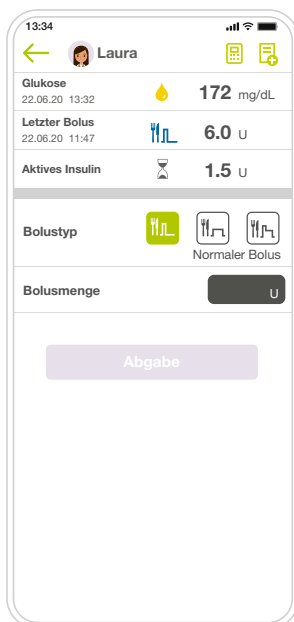 13:34
Laura
Glukose
22.06.20 13:32
172 mg/dL
Letzter Bolus
22.06.20 11:47
6.0 U
Aktives Insulin
1.5 U
Bolustyp
Normaler Bolus
Bolusmenge
U
Abgabe